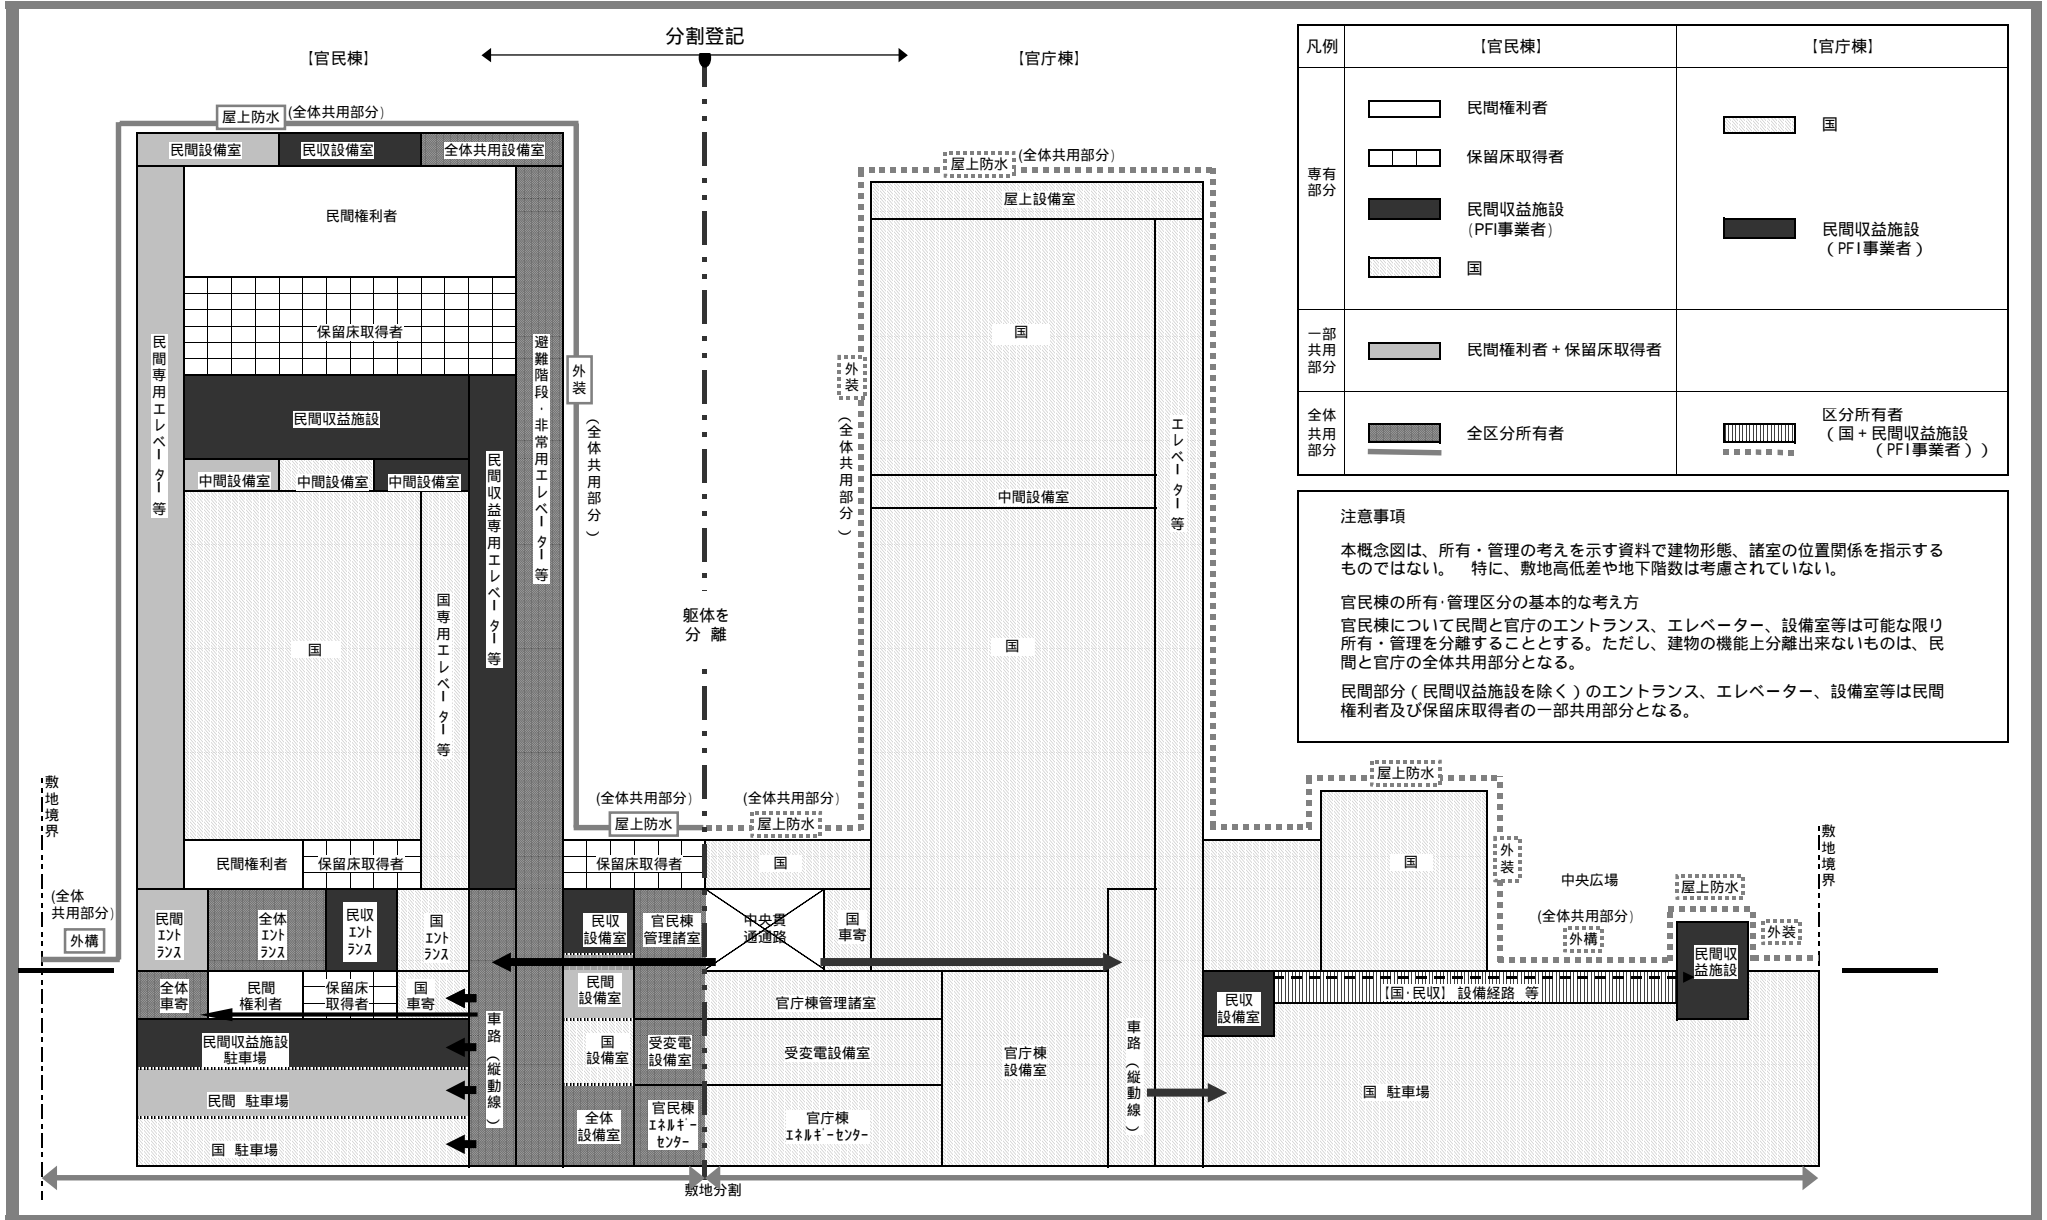 分割登記
【官民棟】
【官庁棟】
屋上防水
(全体共用部分)
民間設備室
民収設備室
全体共用設備室
民間権利者
保留床取得者
民間収益施設
中間設備室
中間設備室
中間設備室
国
民間専用エレベーター等
国専用エレベーター等
民間収益専用エレベーター等
避難階段・非常用エレベーター等
外装
(全体共用部分)
躯体を
分 離
(全体共用部分)
屋上防水
(全体共用部分)
屋上防水
外装
(全体共用部分)
屋上防水
(全体共用部分)
屋上設備室
国
中間設備室
国
エレベーター等
敷地境界
(全体
共用部分)
外構
民間権利者
保留床取得者
保留床取得者
国
民間
エント
ランス
全体
エント
ランス
民収
エント
ランス
国
エント
ランス
民収
設備室
官民棟
管理諸室
中央貫
通通路
国
車寄
全体
車寄
民間
権利者
保留床
取得者
国
車寄
民間
設備室
官庁棟管理諸室
民間収益施設
駐車場
車路(縦動線)
国
設備室
受変電
設備室
受変電設備室
官庁棟
設備室
車路(縦動線)
民間 駐車場
国 駐車場
全体
設備室
官民棟
エネルギー
センター
官庁棟
エネルギーセンター
敷地分割
屋上防水
国
外装
中央広場
(全体共用部分)
外構
屋上防水
外装
敷地境界
民間収
益施設
民収
設備室
【国・民収】 設備経路 等
国 駐車場
凡例
【官民棟】
【官庁棟】
専有
部分
民間権利者
保留床取得者
民間収益施設
(PFI事業者)
国
国
民間収益施設
(PFI事業者)
一部
共用
部分
民間権利者+保留床取得者
全体
共用
部分
全区分所有者
区分所有者
(国+民間収益施設
(PFI事業者))
注意事項
本概念図は、所有・管理の考えを示す資料で建物形態、諸室の位置関係を指示する
ものではない。 特に、敷地高低差や地下階数は考慮されていない。
官民棟の所有・管理区分の基本的な考え方
官民棟について民間と官庁のエントランス、エレベーター、設備室等は可能な限り
所有・管理を分離することとする。ただし、建物の機能上分離出来ないものは、民
間と官庁の全体共用部分となる。
民間部分(民間収益施設を除く)のエントランス、エレベーター、設備室等は民間
権利者及び保留床取得者の一部共用部分となる。